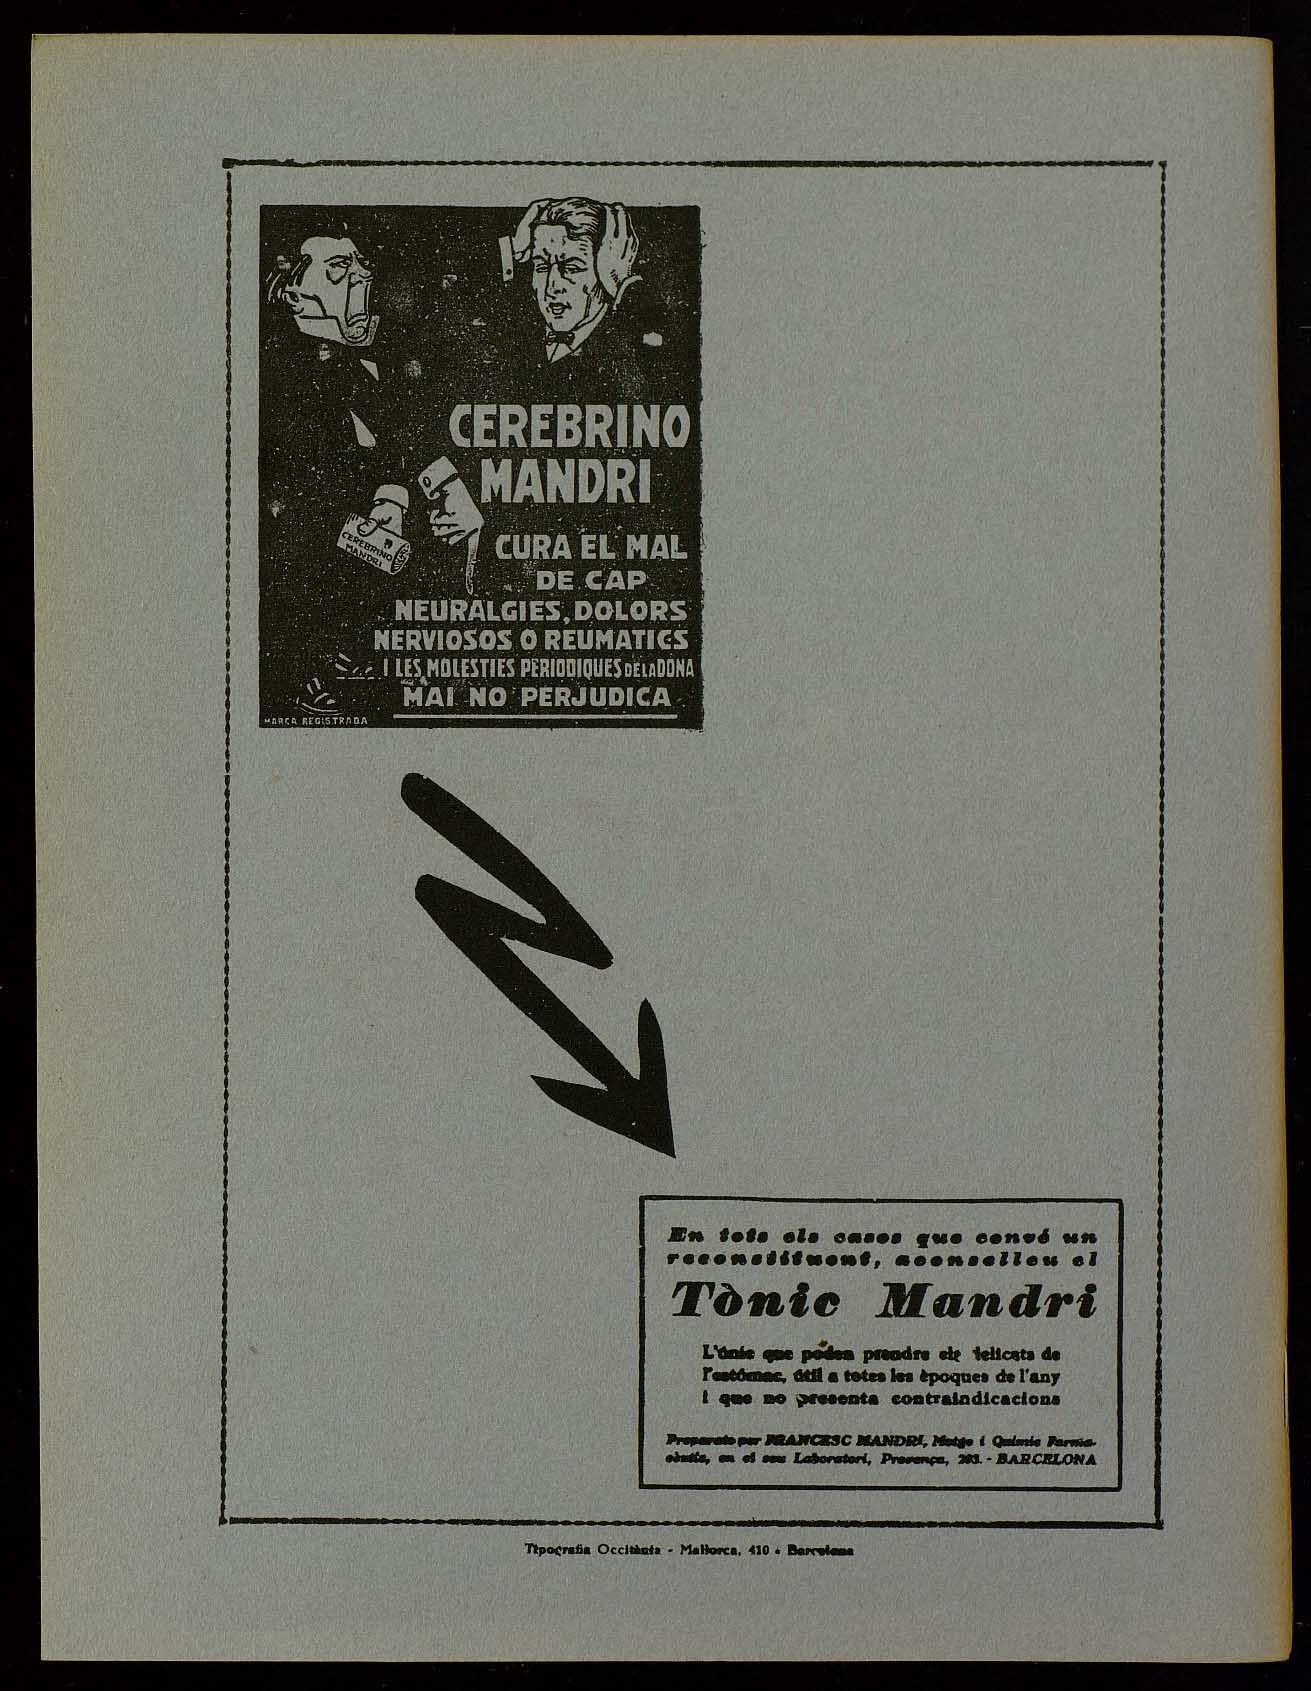 CEREBRINO
MANDRI
CEREBRINO
MANDRI
CURA EL MAL
DE CAP
NEURALGIES, DOLORS
NERVIOSOS O REUMATICS
I LES MOLESTIES PERIODIQUES DE LA DONA
MAI NO PERJUDICA
MARCA REGISTRADA
En tots els casos que convé un
reconstituent, aconselleu el
Tònic Mandri
L'únic que poden prendre els delicats de
l'estómac, útil a totes les èpoques de l'any
i que no presenta contraindicacions
Preparats per FRANCESC MANDRI, Metge i Químic Farma-
cèutic, en el seu Laboratori, Provença, 203. - BARCELONA
Tipografia Occitània - Mallorca, 410 - Barcelona